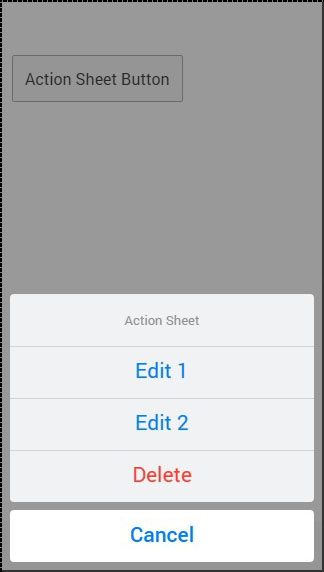 Action Sheet Button
Action Sheet
Edit 1
Edit 2
Delete
Cancel